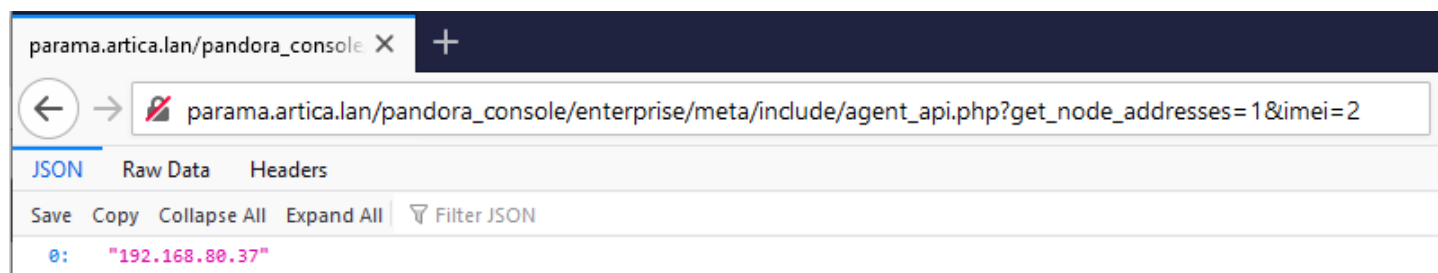 parama.artica.lan/pandora_console
parama.artica.lan/pandora_console/enterprise/meta/include/agent_api.php?get_node_addresses=1&imei=2
JSON Raw Data Headers
Save Copy Collapse All Expand All Filter JSON
0: "192.168.80.37"